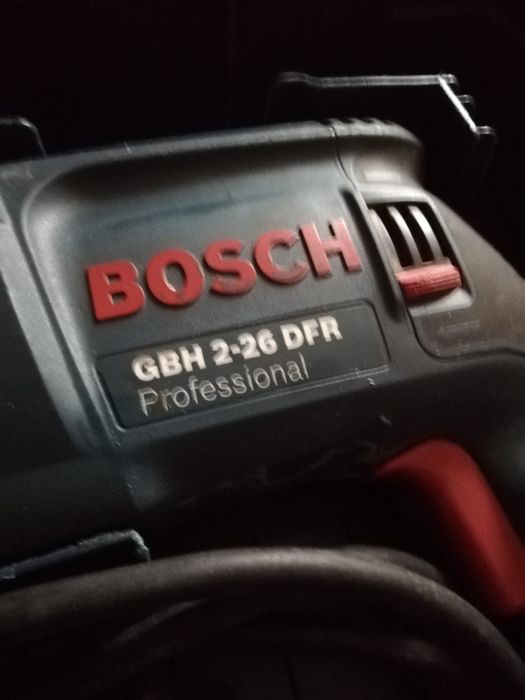 BOSCH
GBH 2-26 DFR
Professional